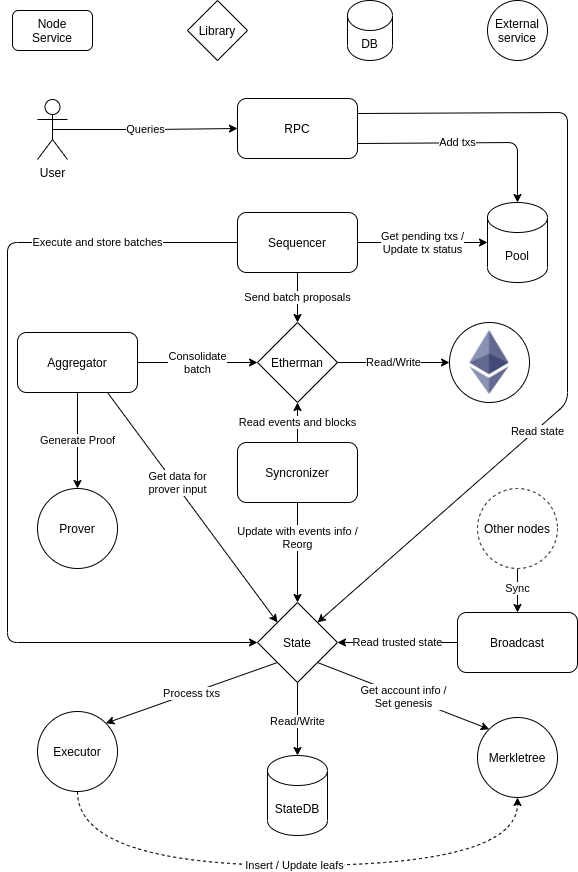 Node
Service
Library
DB
External
service
User
Queries
RPC
Add txs
Pool
Execute and store batches
Sequencer
Get pending txs /
Update tx status
Send batch proposals
Aggregator
Consolidate
batch
Etherman
Read/Write
Read events and blocks
Generate Proof
Get data for
prover input
Syncronizer
Read state
Prover
Update with events info /
Reorg
Other nodes
Sync
State
Read trusted state
Broadcast
Process txs
Get account info /
Set genesis
Read/Write
Executor
StateDB
Merkletree
Insert / Update leafs